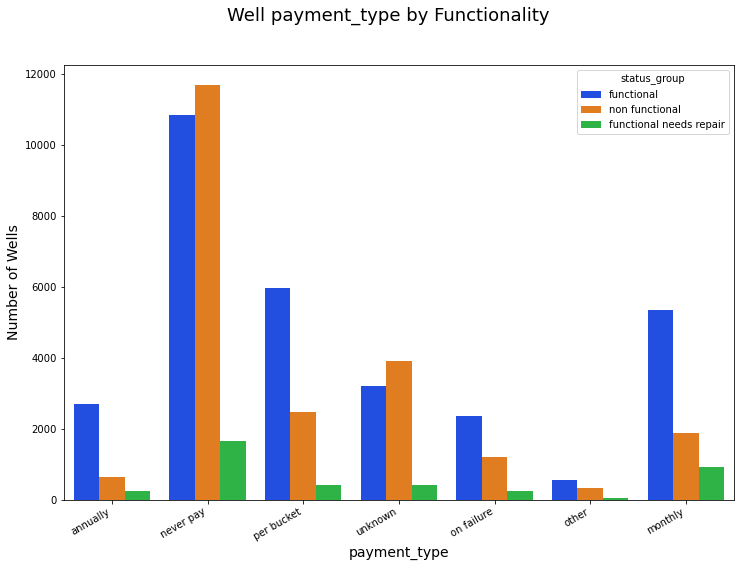 Well payment_type by Functionality
status_group
functional
non functional
functional needs repair
Number of Wells
12000
10000
8000
6000
4000
2000
0
annually
never pay
per bucket
unknown
on failure
other
monthly
payment_type